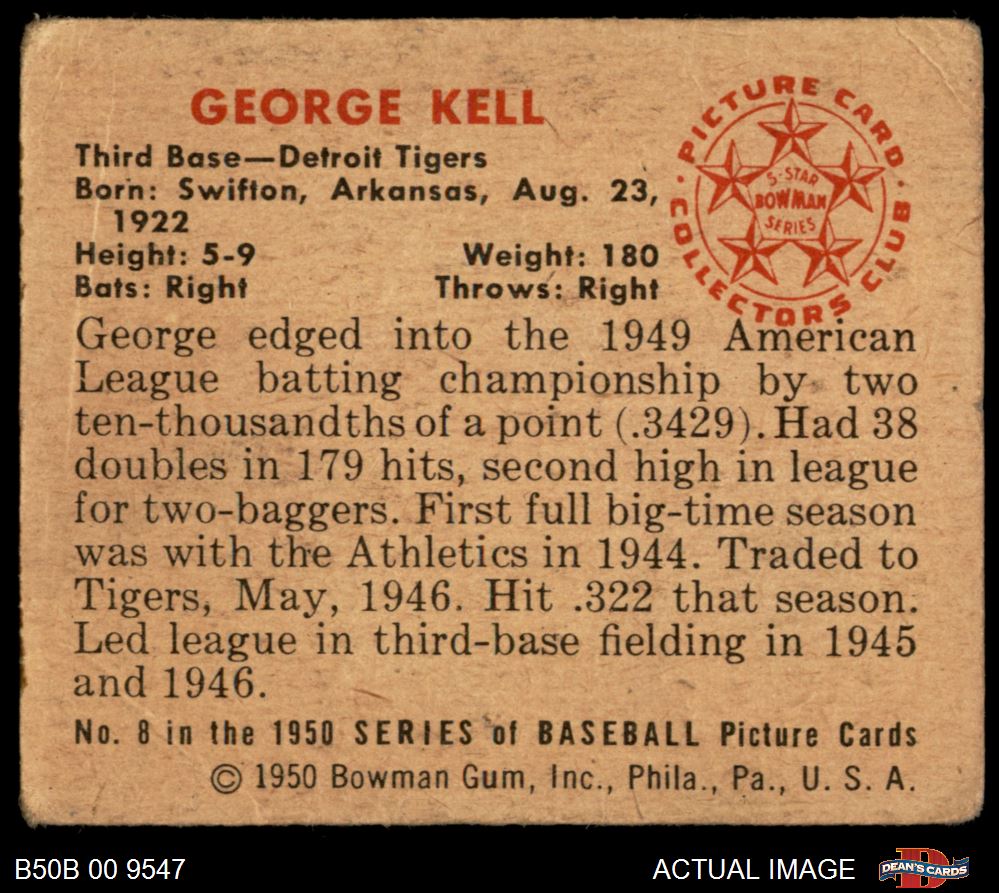 GEORGE KELL
Third Base—Detroit Tigers
Born: Swifton, Arkansas, Aug. 23,
1922
Height: 5-9 Weight: 180
Bats: Right Throws: Right
PICTURE CARD
COLLECTORS CLUB
5-STAR
BOWMAN
SERIES
George edged into the 1949 American
League batting championship by two
ten-thousandths of a point (.3429). Had 38
doubles in 179 hits, second high in league
for two-baggers. First full big-time season
was with the Athletics in 1944. Traded to
Tigers, May, 1946. Hit .322 that season.
Led league in third-base fielding in 1945
and 1946.
No. 8 in the 1950 SERIES of BASEBALL Picture Cards
© 1950 Bowman Gum, Inc., Phila., Pa., U. S. A.
B50B 00 9547 ACTUAL IMAGE DEAN'S CARDS